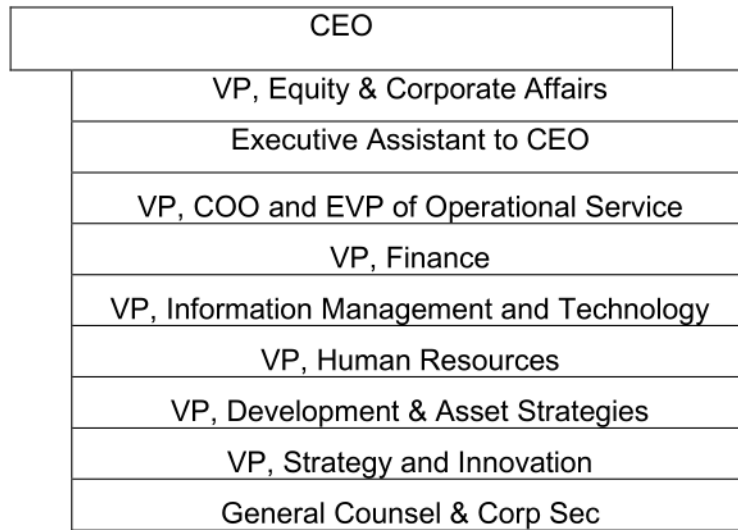 CEO
VP, Equity & Corporate Affairs
Executive Assistant to CEO
VP, COO and EVP of Operational Service
VP, Finance
VP, Information Management and Technology
VP, Human Resources
VP, Development & Asset Strategies
VP, Strategy and Innovation
General Counsel & Corp Sec